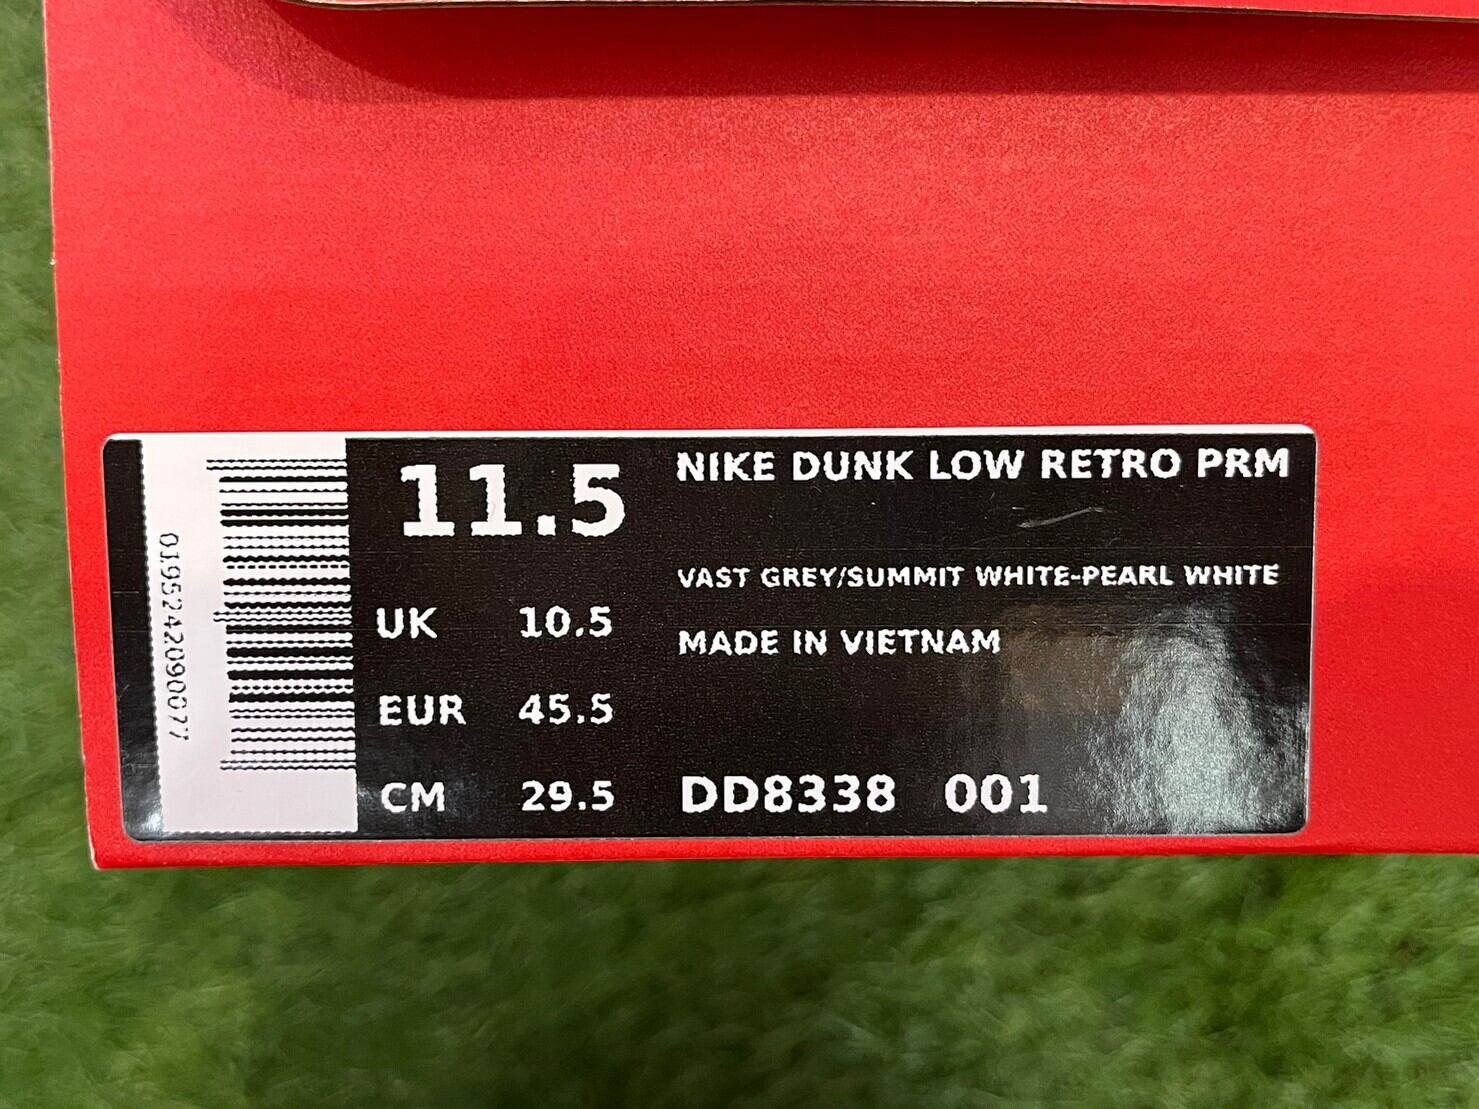 11.5
NIKE DUNK LOW RETRO PRM
VAST GREY/SUMMIT WHITE-PEARL WHITE
UK 10.5
MADE IN VIETNAM
EUR 45.5
CM 29.5
DD8338 001
0195242090077